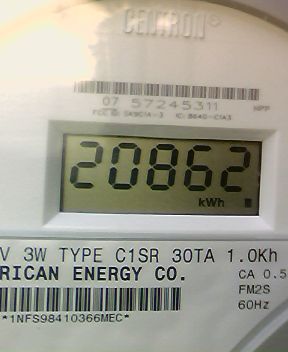 CENTRON®
07 57245311
20862
kWh
V 3W TYPE C1SR 30TA 1.0Kh
RICAN ENERGY CO.
CA 0.5
FM2S
60Hz
*1NFS98410366MEC*